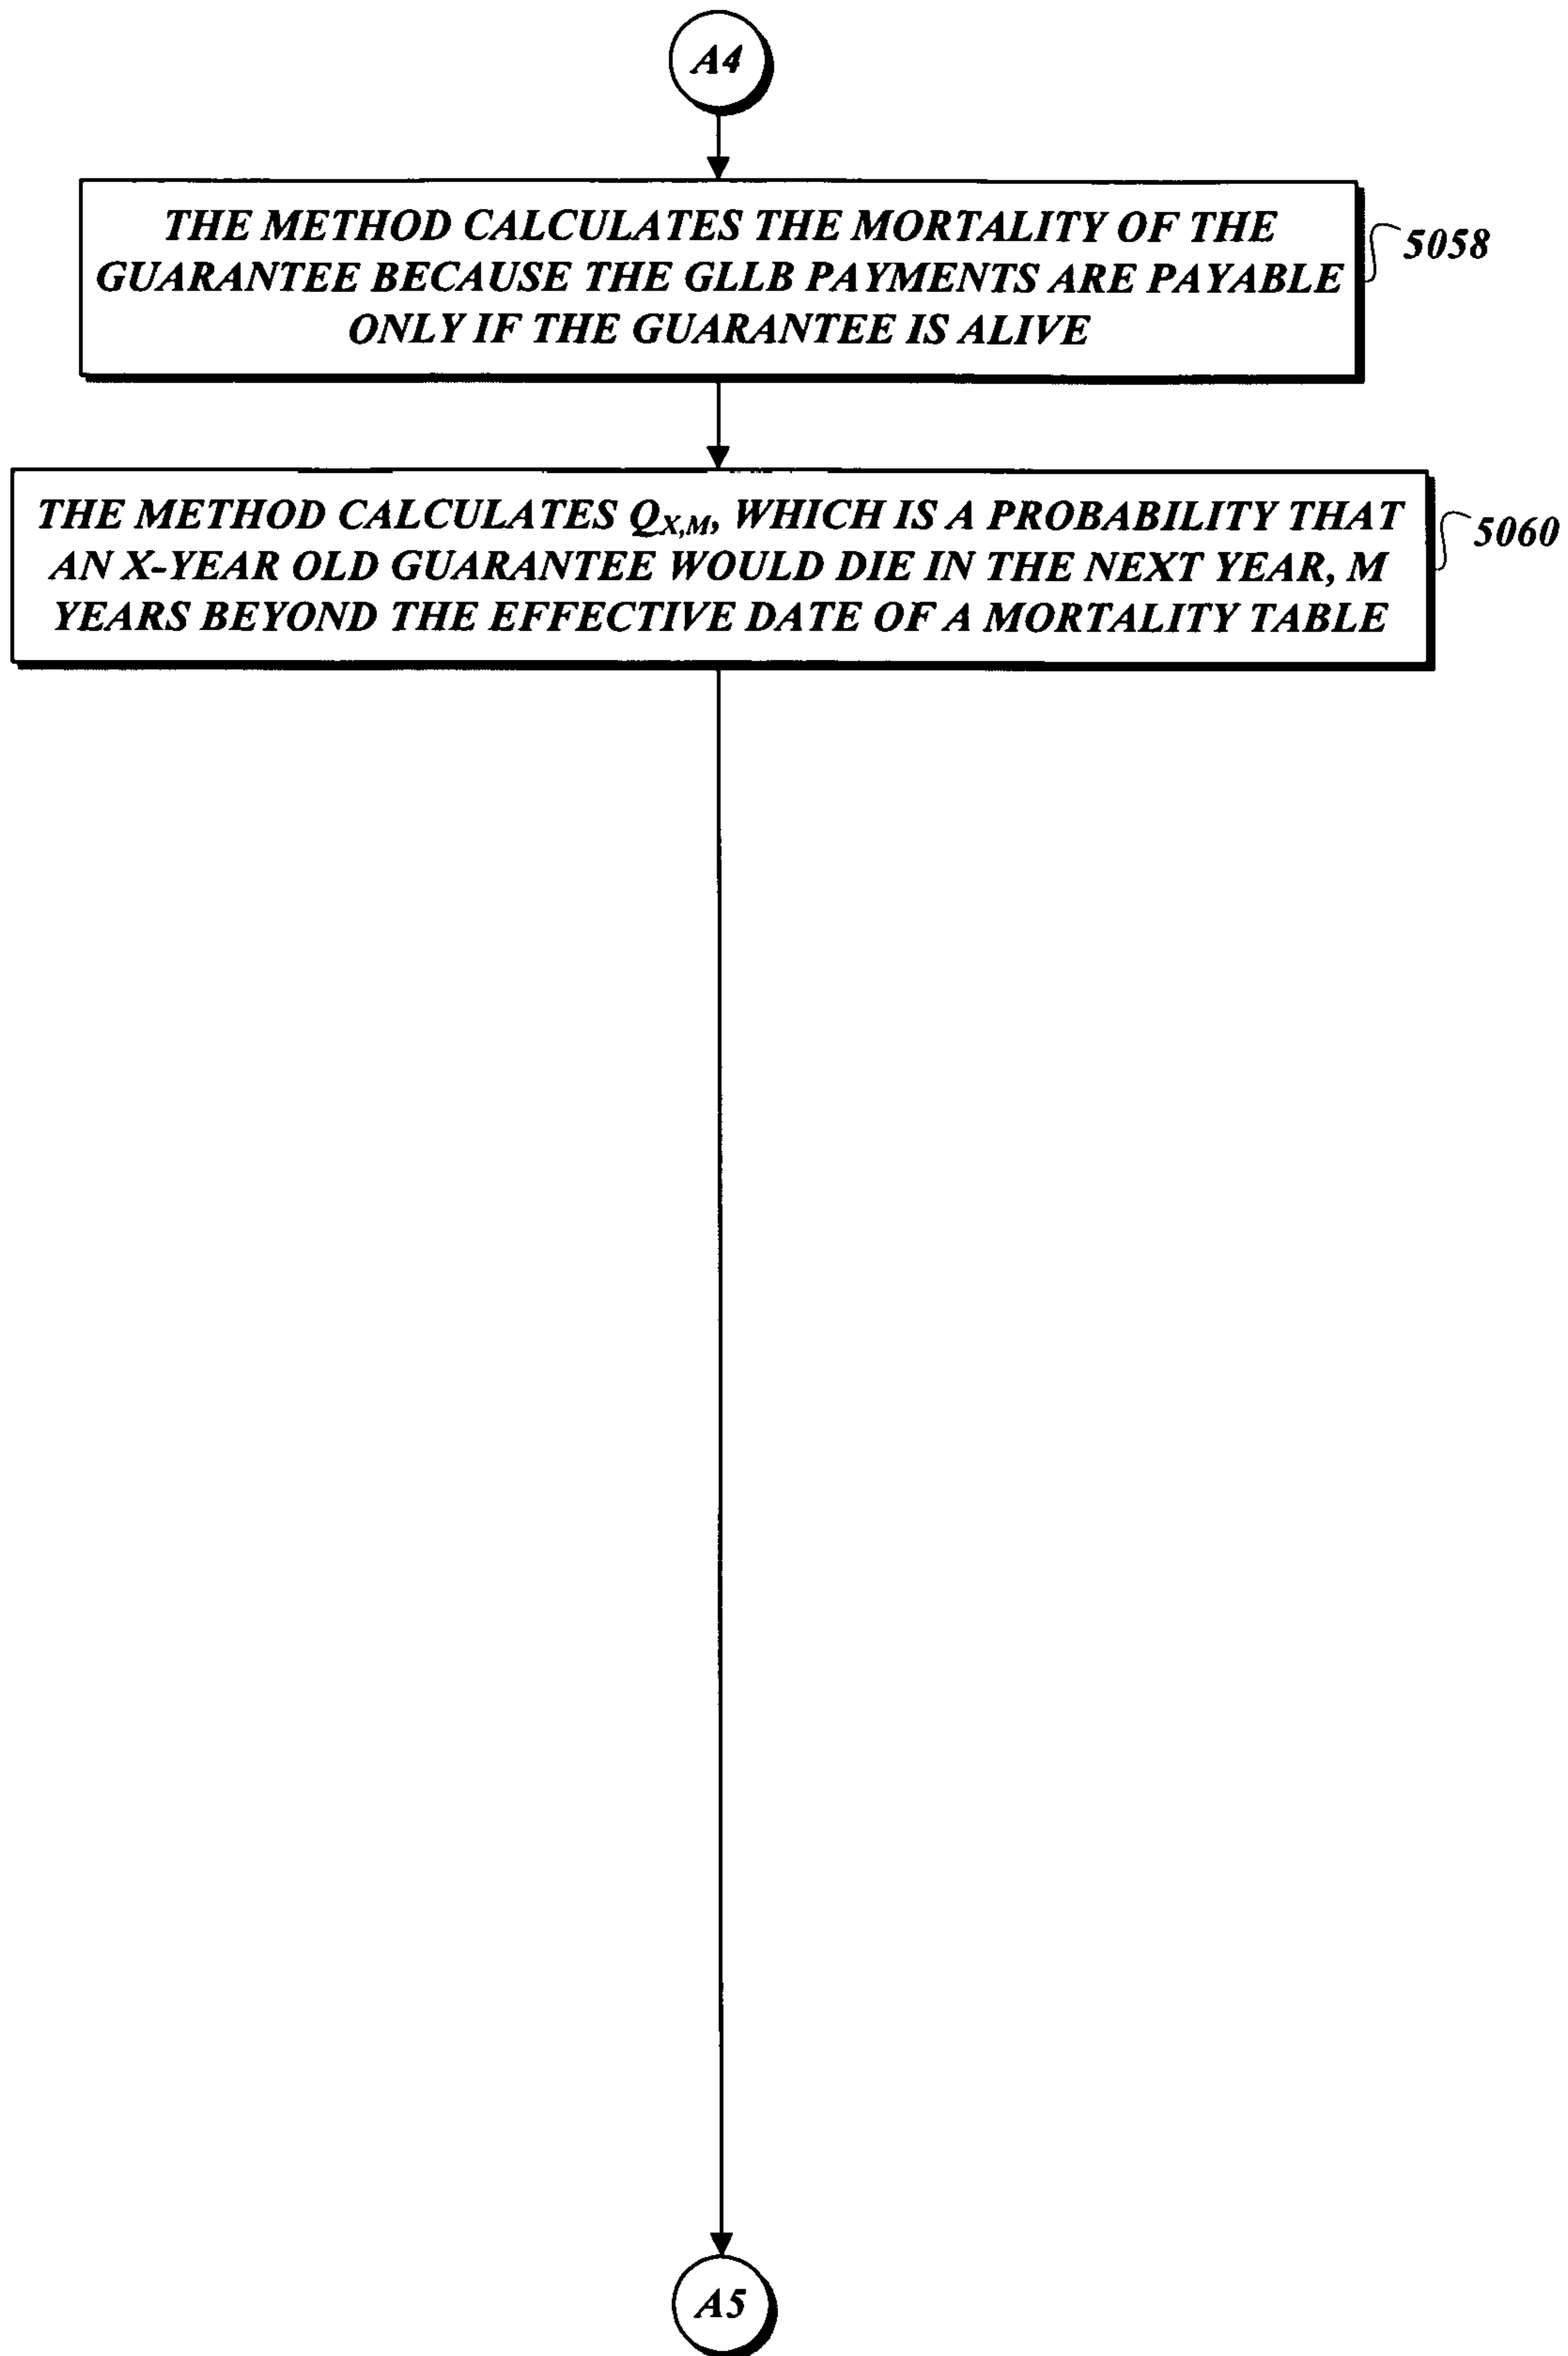 A4
THE METHOD CALCULATES THE MORTALITY OF THE
GUARANTEE BECAUSE THE GLLB PAYMENTS ARE PAYABLE
ONLY IF THE GUARANTEE IS ALIVE
5058
THE METHOD CALCULATES Q_{X,M}, WHICH IS A PROBABILITY THAT
AN X-YEAR OLD GUARANTEE WOULD DIE IN THE NEXT YEAR, M
YEARS BEYOND THE EFFECTIVE DATE OF A MORTALITY TABLE
5060
A5